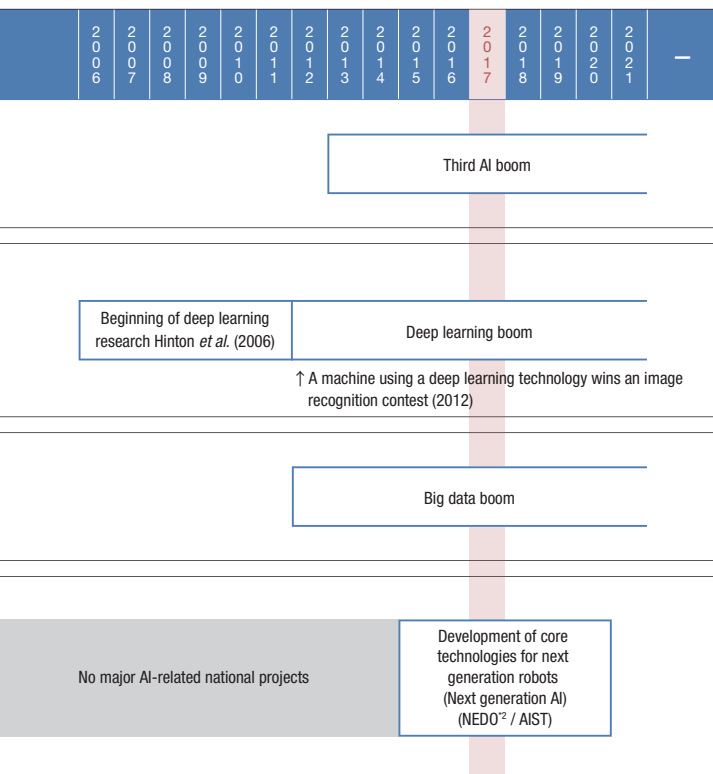 2006 2007 2008 2009 2010 2011 2012 2013 2014 2015 2016 2017 2018 2019 2020 2021 –
Third AI boom
Beginning of deep learning
research Hinton et al. (2006)
Deep learning boom
↑ A machine using a deep learning technology wins an image
recognition contest (2012)
Big data boom
No major AI-related national projects
Development of core
technologies for next
generation robots
(Next generation AI)
(NEDO*2 / AIST)